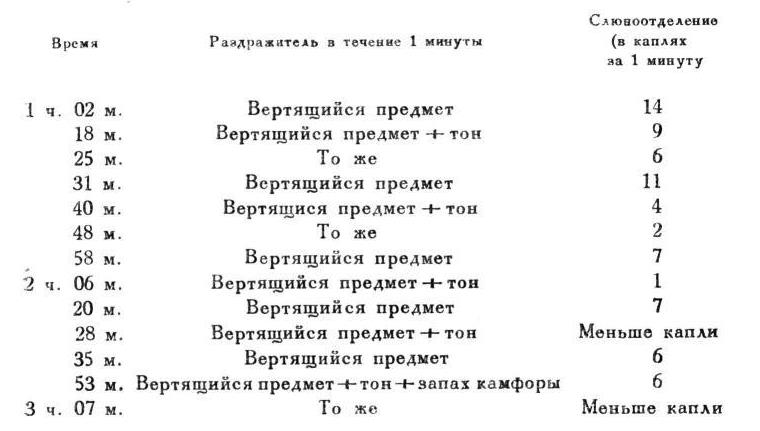 Слюноотделение
Время Раздражитель в течение 1 минуты (в каплях
за 1 минуту
1 ч. 02 м. Вертящийся предмет 14
18 м. Вертящийся предмет + тон 9
25 м. То же 6
31 м. Вертящийся предмет 11
40 м. Вертящися предмет + тон 4
48 м. То же 2
58 м. Вертящийся предмет 7
2 ч. 06 м. Вертящийся предмет + тон 1
20 м. Вертящийся предмет 7
28 м. Вертящийся предмет + тон Меньше капли
35 м. Вертящийся предмет 6
53 м. Вертящийся предмет + тон + запах камфоры 6
3 ч. 07 м. То же Меньше капли